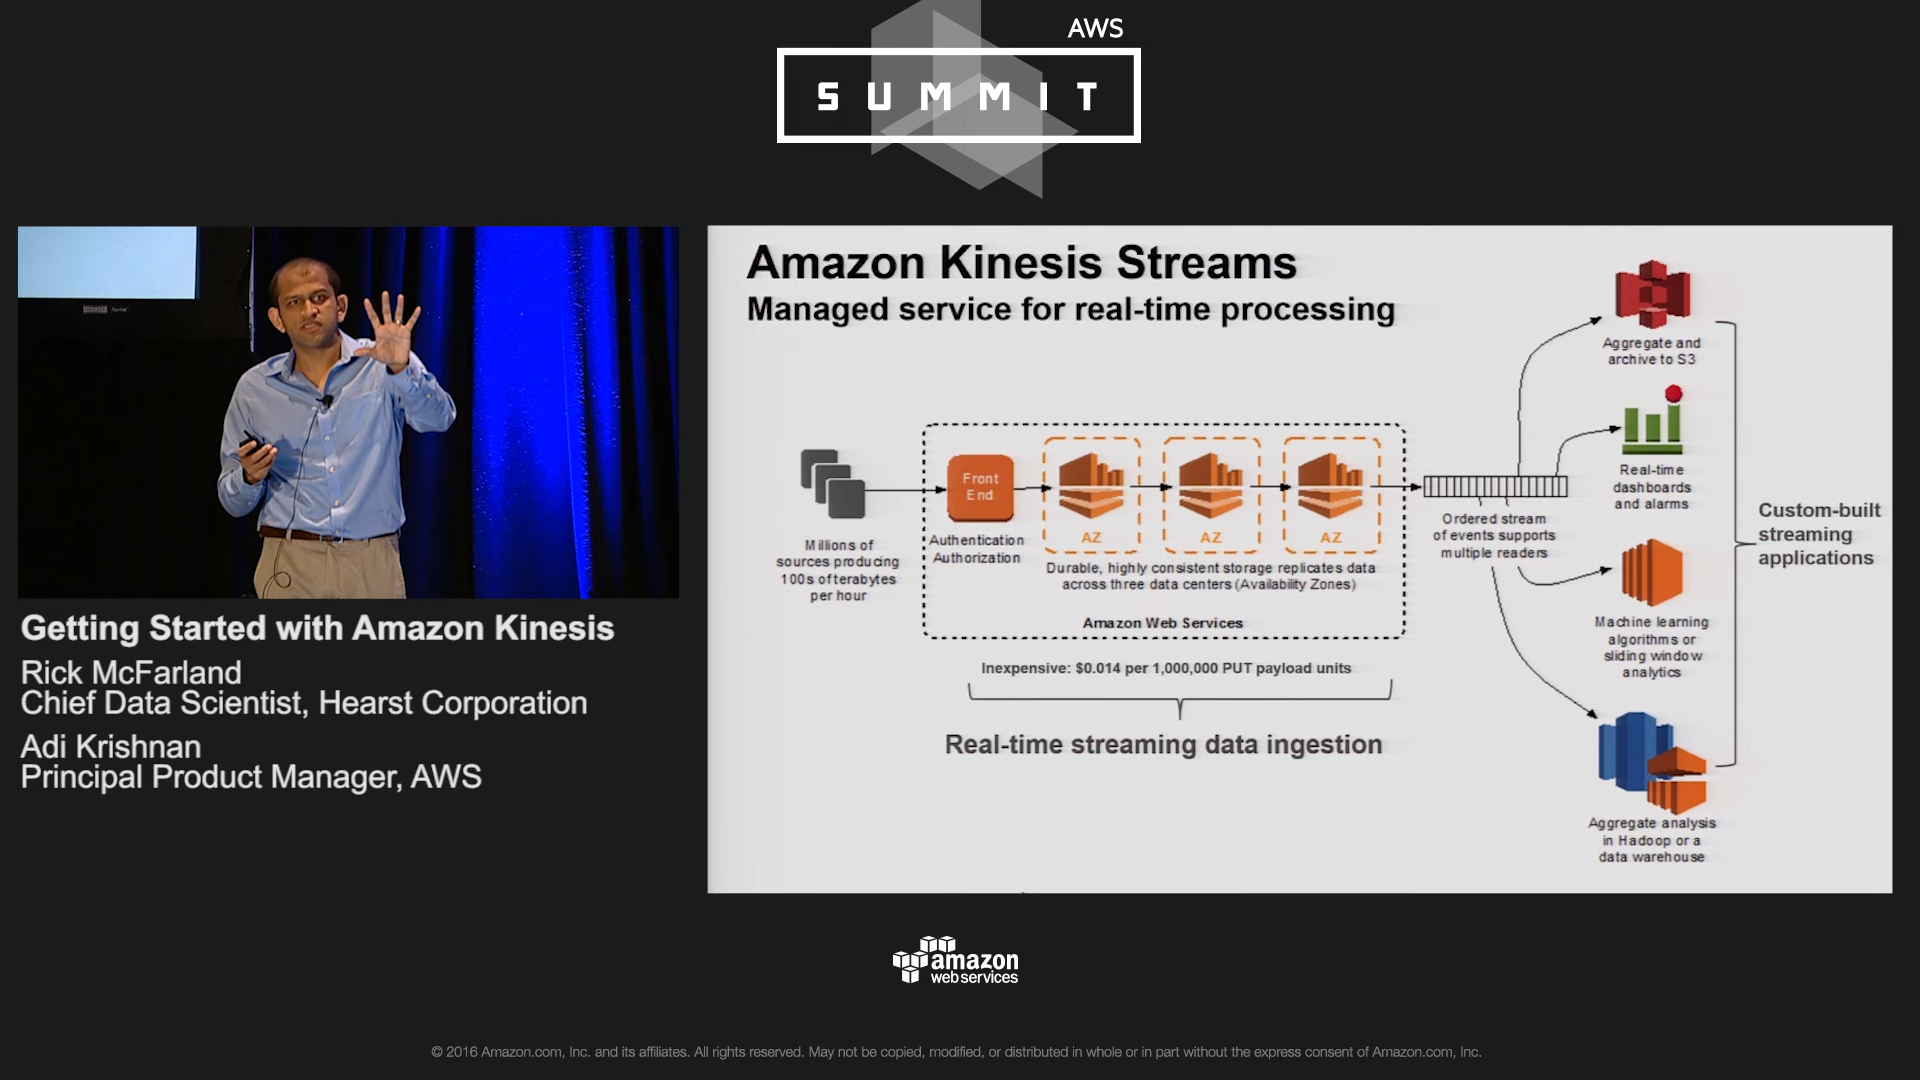 AWS
SUMMIT
Amazon Kinesis Streams
Managed service for real-time processing
Aggregate and
archive to S3
Real-time
dashboards
and alarms
Front
End
AZ
AZ
AZ
Millions of
sources producing
100s of terabytes
per hour
Authentication
Authorization
Durable, highly consistent storage replicates data
across three data centers (Availability Zones)
Amazon Web Services
Ordered stream
of events supports
multiple readers
Custom-built
streaming
applications
Inexpensive: $0.014 per 1,000,000 PUT payload units
Real-time streaming data ingestion
Machine learning
algorithms or
sliding window
analytics
Aggregate analysis
in Hadoop or a
data warehouse
Getting Started with Amazon Kinesis
Rick McFarland
Chief Data Scientist, Hearst Corporation
Adi Krishnan
Principal Product Manager, AWS
amazon
webservices
© 2016 Amazon.com, Inc. and its affiliates. All rights reserved. May not be copied, modified, or distributed in whole or in part without the express consent of Amazon.com, Inc.